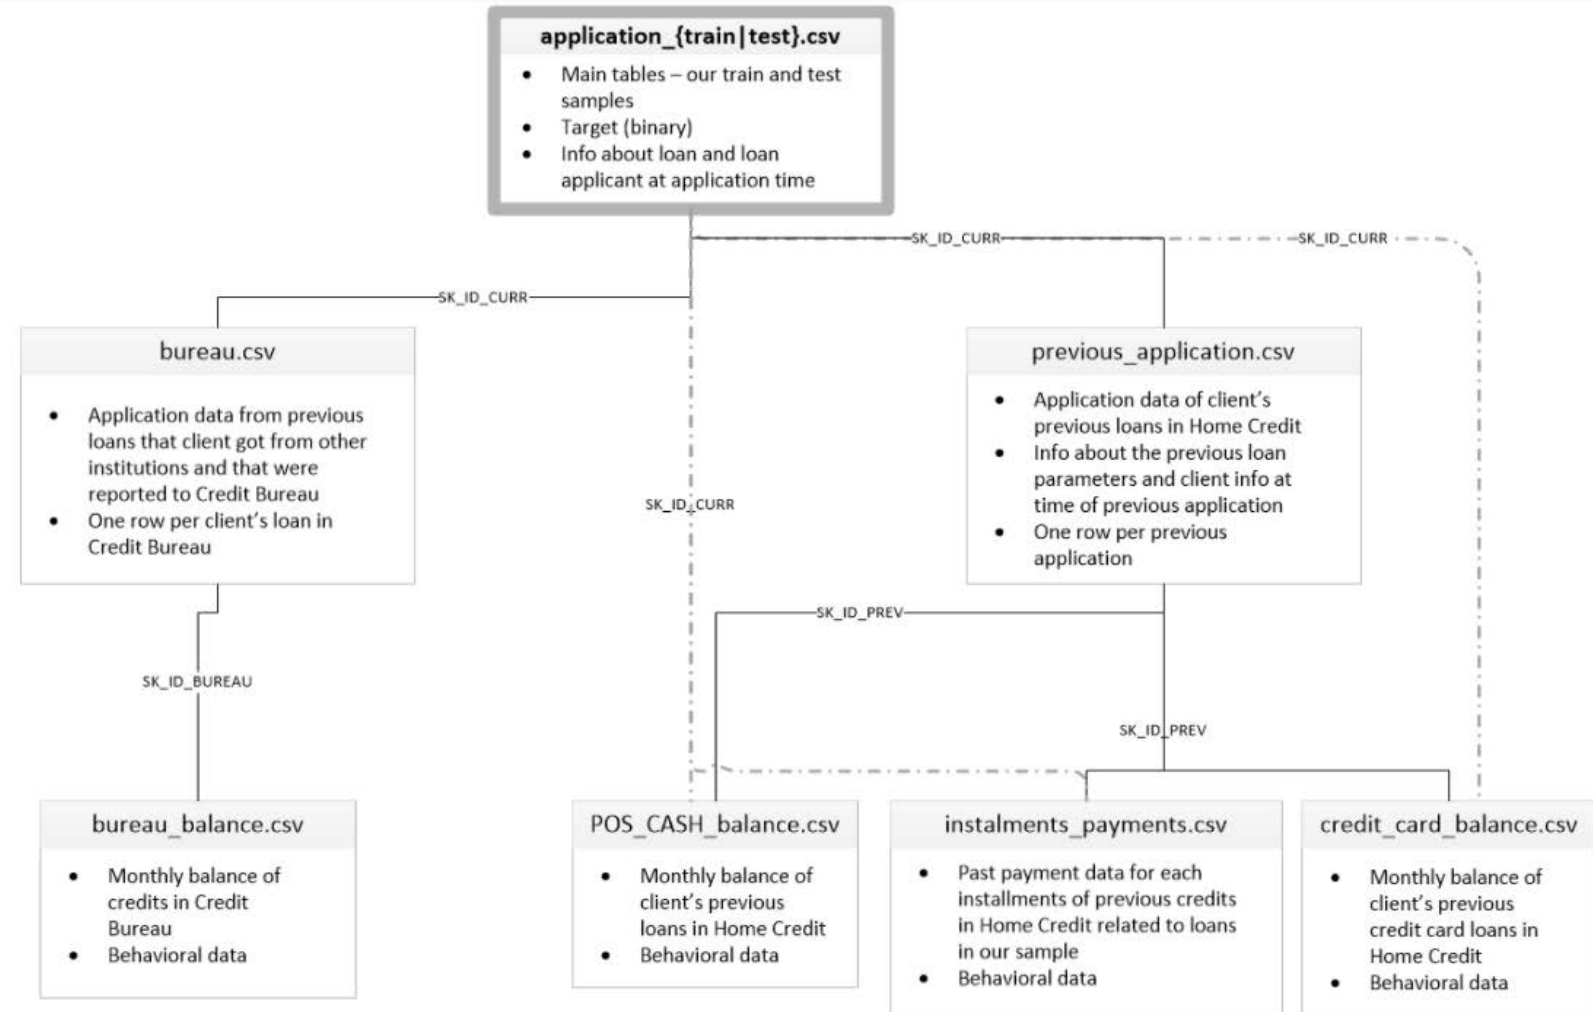 application_{train|test}.csv
• Main tables – our train and test
samples
• Target (binary)
• Info about loan and loan
applicant at application time
SK_ID_CURR
SK_ID_CURR
SK_ID_CURR
bureau.csv
• Application data from previous
loans that client got from other
institutions and that were
reported to Credit Bureau
• One row per client's loan in
Credit Bureau
previous_application.csv
• Application data of client's
previous loans in Home Credit
• Info about the previous loan
parameters and client info at
time of previous application
• One row per previous
application
SK_ID_CURR
SK_ID_PREV
SK_ID_BUREAU
SK_ID_PREV
bureau_balance.csv
• Monthly balance of
credits in Credit
Bureau
• Behavioral data
POS_CASH_balance.csv
• Monthly balance of
client's previous
loans in Home Credit
• Behavioral data
instalments_payments.csv
• Past payment data for each
installments of previous credits
in Home Credit related to loans
in our sample
• Behavioral data
credit_card_balance.csv
• Monthly balance of
client's previous
credit card loans in
Home Credit
• Behavioral data